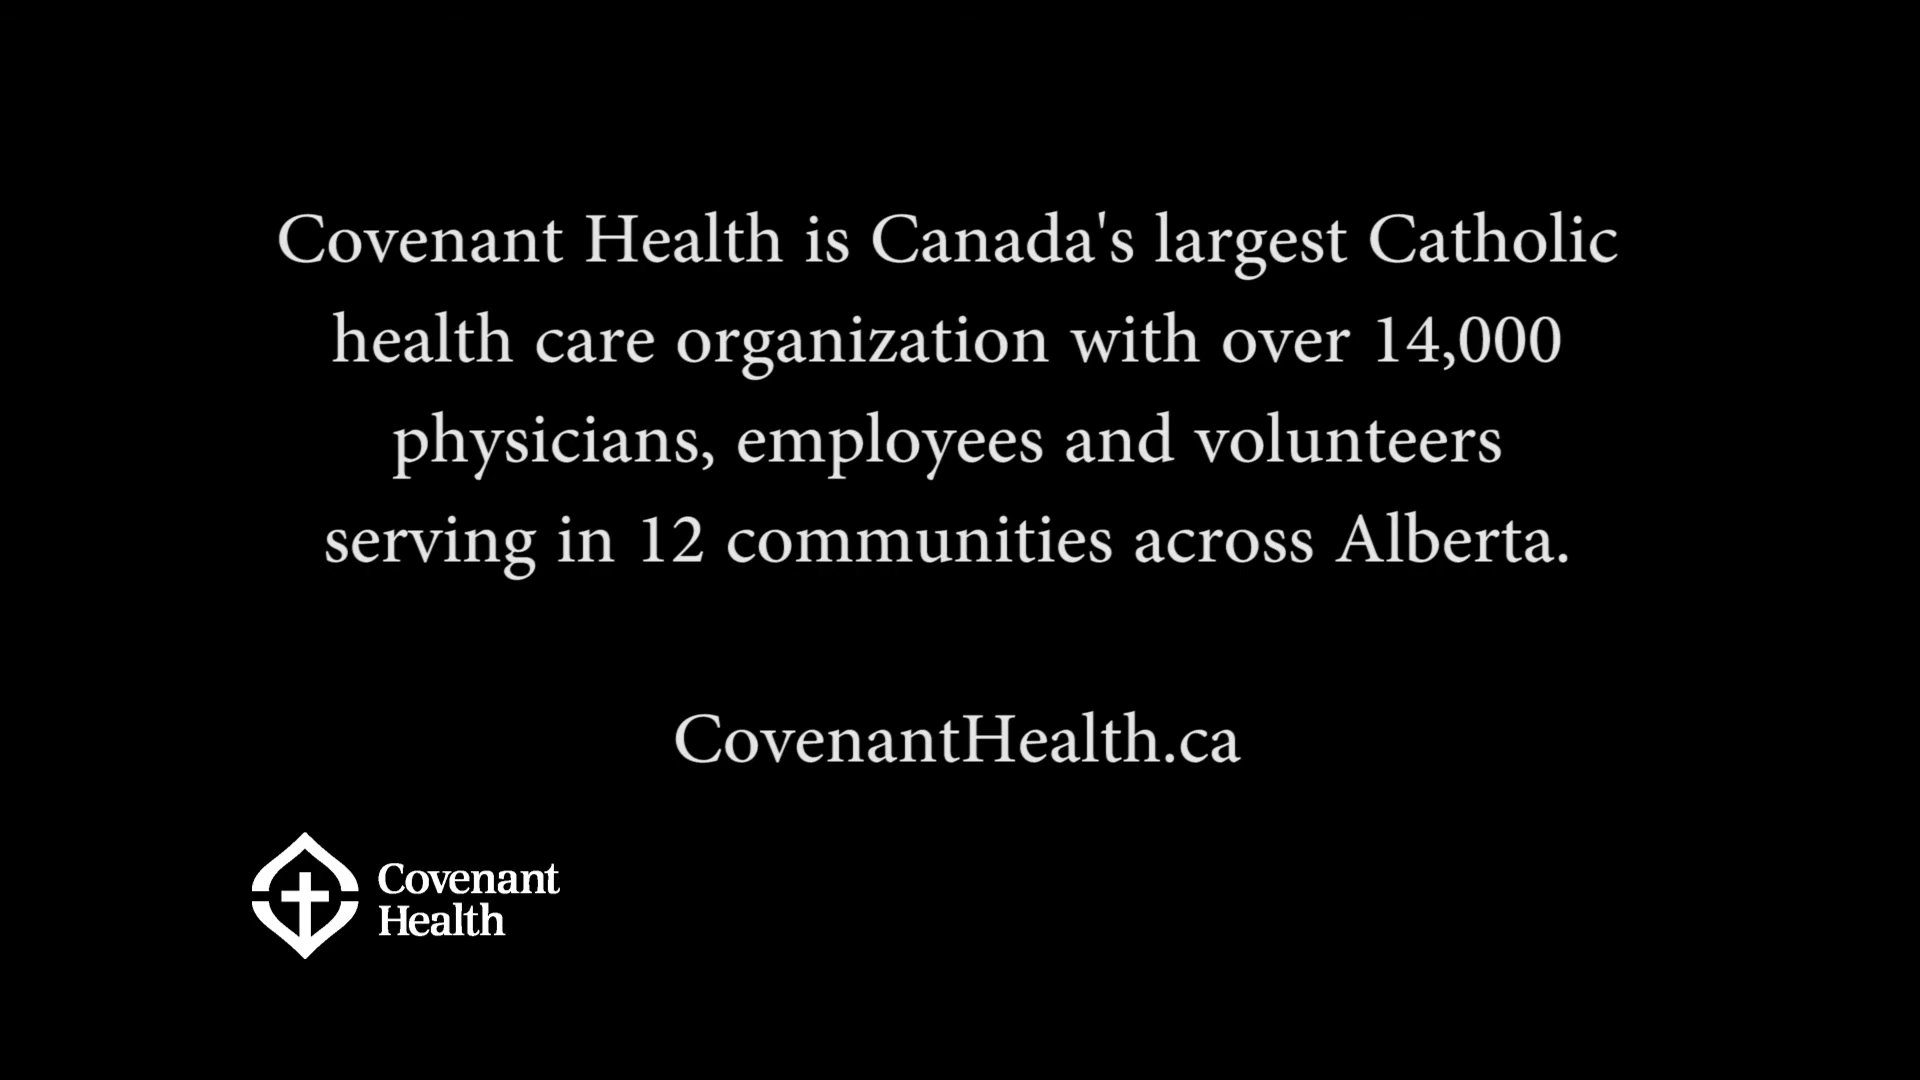 Covenant Health is Canada's largest Catholic
health care organization with over 14,000
physicians, employees and volunteers
serving in 12 communities across Alberta.
CovenantHealth.ca
Covenant
Health